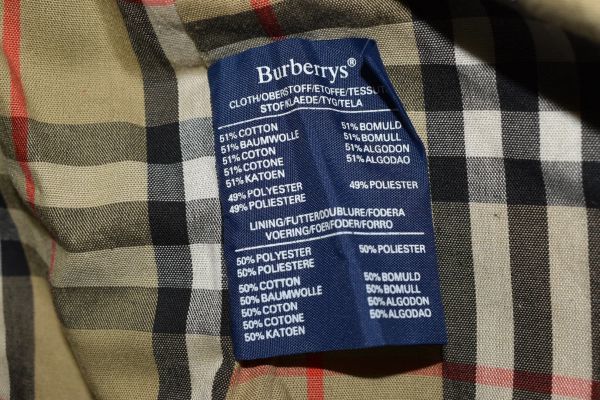 Burberrys®
CLOTH/OBERSTOFF/ETOFFE/TESSUT
STOF/KLAEDE/TYG/TELA
51% COTTON
51% BAUMWOLLE
51% COTON
51% COTONE
51% KATOEN
51% BOMULD
51% BOMULL
51% ALGODON
51% ALGODAO
49% POLYESTER
49% POLIESTERE
49% POLIESTER
LINING/FUTTER/DOUBLURE/FODERA
VOERING/FOER/FODER/FORRO
50% POLYESTER
50% POLIESTERE
50% POLIESTER
50% COTTON
50% BAUMWOLLE
50% COTON
50% COTONE
50% KATOEN
50% BOMULD
50% BOMULL
50% ALGODON
50% ALGODAO